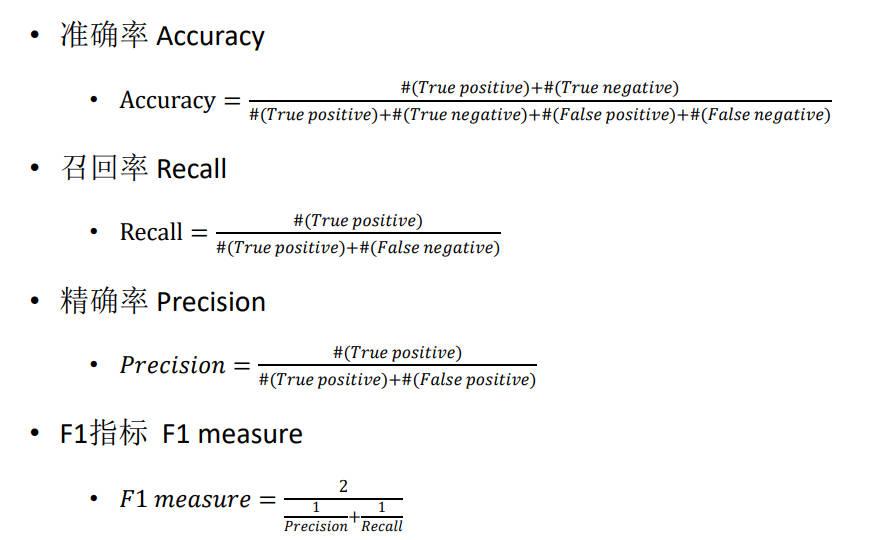 • 准确率 Accuracy
• Accuracy = \frac{\#(True positive)+\#(True negative)}{\#(True positive)+\#(True negative)+\#(False positive)+\#(False negative)}
• 召回率 Recall
• Recall = \frac{\#(True positive)}{\#(True positive)+\#(False negative)}
• 精确率 Precision
• Precision = \frac{\#(True positive)}{\#(True positive)+\#(False positive)}
• F1指标 F1 measure
• F1 measure = \frac{2}{\frac{1}{Precision}+\frac{1}{Recall}}